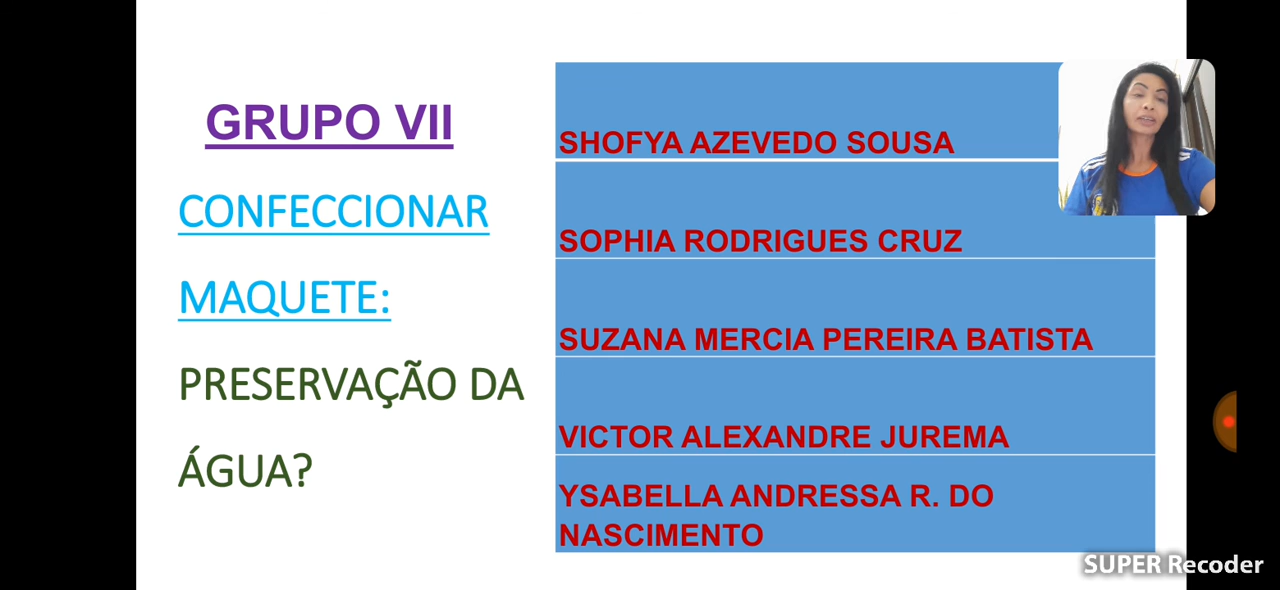 GRUPO VII
CONFECCIONAR
MAQUETE:
PRESERVAÇÃO DA
ÁGUA?
SHOFYA AZEVEDO SOUSA
SOPHIA RODRIGUES CRUZ
SUZANA MERCIA PEREIRA BATISTA
VICTOR ALEXANDRE JUREMA
YSABELLA ANDRESSA R. DO
NASCIMENTO
SUPER Recoder